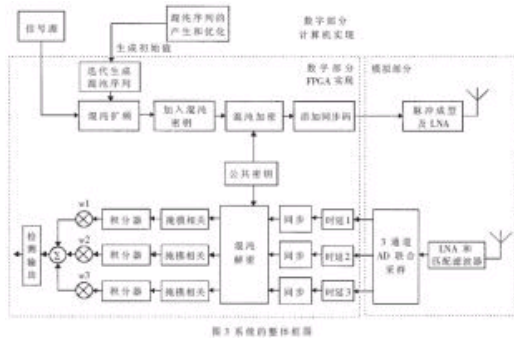 信号源
混沌序列的
产生和优化
数字部分
计算机实现
生成初始值
迭代生成
混沌序列
数字部分
FPGA 实现
模拟部分
混沌扩频
加入混沌
密钥
混沌加密
添加同步码
脉冲成型
及 LNA
公共密钥
w1
积分器
掩模相关
混沌
解密
同步
时延1
3 通道
AD 联合
采样
LNA 和
匹配滤波器
检测输出
Σ
w2
积分器
掩模相关
同步
时延2
w3
积分器
掩模相关
同步
时延3
图 3 系统的整体框图